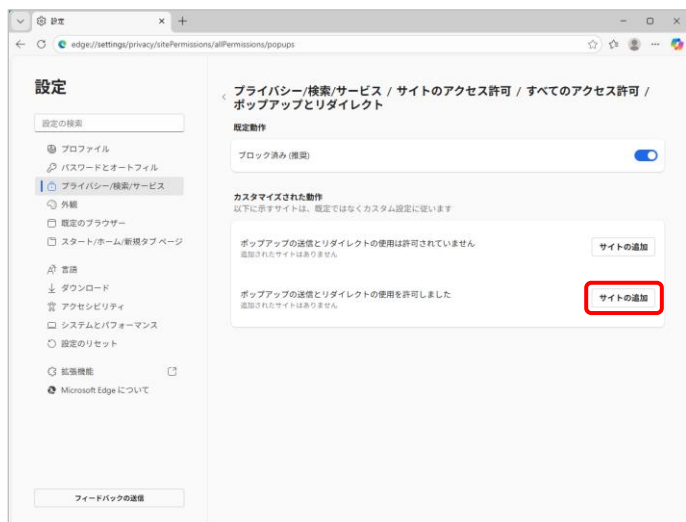 設定
edge://settings/privacy/sitePermissions/allPermissions/popups
設定
設定の検索
プロファイル
パスワードとオートフィル
プライバシー/検索/サービス
外観
既定のブラウザー
スタート/ホーム/新規タブ ページ
言語
ダウンロード
アクセシビリティ
システムとパフォーマンス
設定のリセット
拡張機能
Microsoft Edge について
フィードバックの送信
プライバシー/検索/サービス / サイトのアクセス許可 / すべてのアクセス許可 /
ポップアップとリダイレクト
既定動作
ブロック済み (推奨)
カスタマイズされた動作
以下に示すサイトは、既定ではなくカスタム設定に従います
ポップアップの送信とリダイレクトの使用は許可されていません
追加されたサイトはありません
サイトの追加
ポップアップの送信とリダイレクトの使用を許可しました
追加されたサイトはありません
サイトの追加